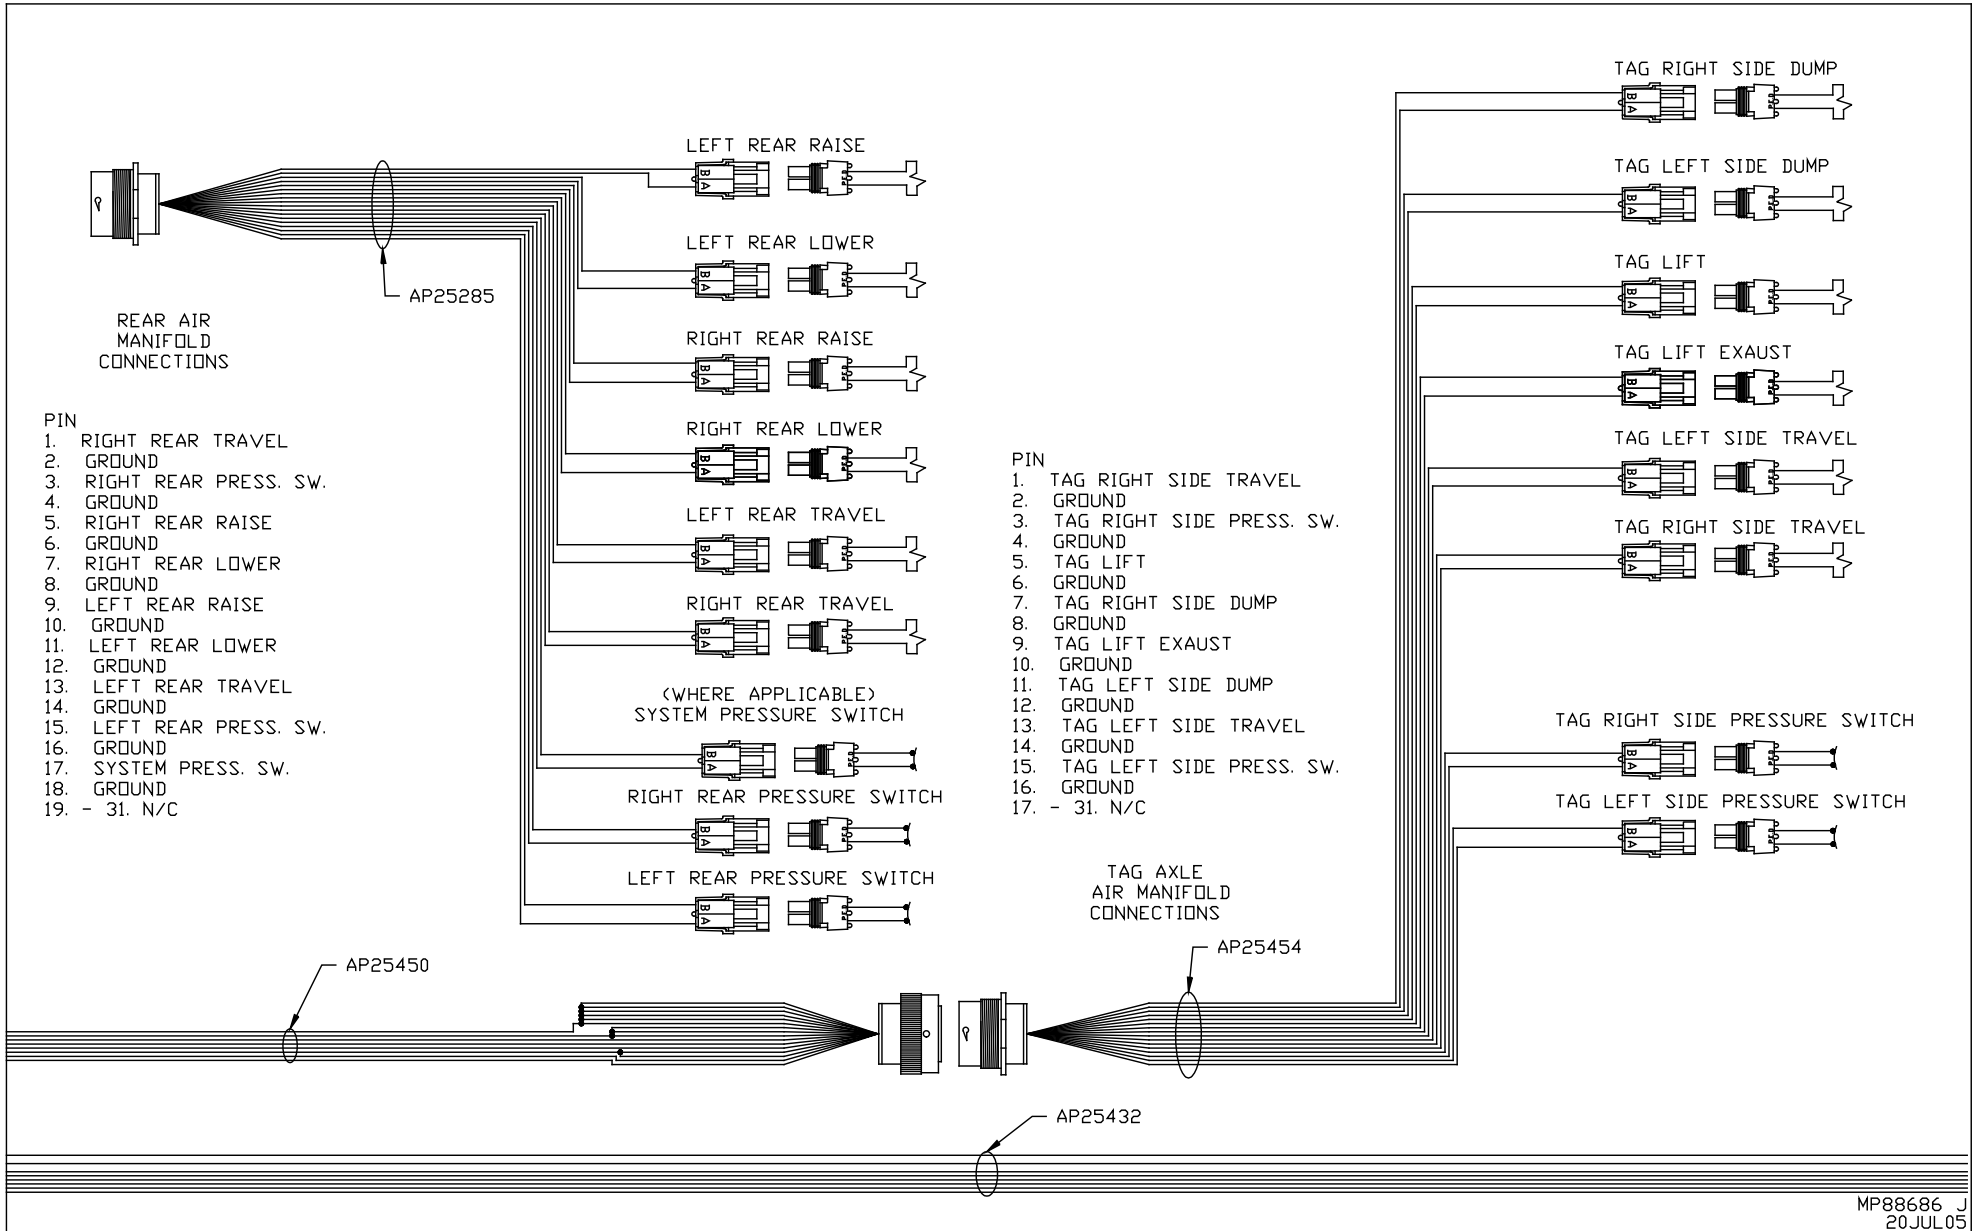 LEFT REAR RAISE
B
A
LEFT REAR LOWER
B
A
AP25285
REAR AIR
MANIFOLD
CONNECTIONS
RIGHT REAR RAISE
B
A
RIGHT REAR LOWER
B
A
LEFT REAR TRAVEL
B
A
RIGHT REAR TRAVEL
B
A
(WHERE APPLICABLE)
SYSTEM PRESSURE SWITCH
B
A
RIGHT REAR PRESSURE SWITCH
B
A
LEFT REAR PRESSURE SWITCH
B
A
PIN
1. RIGHT REAR TRAVEL
2. GROUND
3. RIGHT REAR PRESS. SW.
4. GROUND
5. RIGHT REAR RAISE
6. GROUND
7. RIGHT REAR LOWER
8. GROUND
9. LEFT REAR RAISE
10. GROUND
11. LEFT REAR LOWER
12. GROUND
13. LEFT REAR TRAVEL
14. GROUND
15. LEFT REAR PRESS. SW.
16. GROUND
17. SYSTEM PRESS. SW.
18. GROUND
19. - 31. N/C
PIN
1. TAG RIGHT SIDE TRAVEL
2. GROUND
3. TAG RIGHT SIDE PRESS. SW.
4. GROUND
5. TAG LIFT
6. GROUND
7. TAG RIGHT SIDE DUMP
8. GROUND
9. TAG LIFT EXAUST
10. GROUND
11. TAG LEFT SIDE DUMP
12. GROUND
13. TAG LEFT SIDE TRAVEL
14. GROUND
15. TAG LEFT SIDE PRESS. SW.
16. GROUND
17. - 31. N/C
TAG AXLE
AIR MANIFOLD
CONNECTIONS
TAG RIGHT SIDE DUMP
B
A
TAG LEFT SIDE DUMP
B
A
TAG LIFT
B
A
TAG LIFT EXAUST
B
A
TAG LEFT SIDE TRAVEL
B
A
TAG RIGHT SIDE TRAVEL
B
A
TAG RIGHT SIDE PRESSURE SWITCH
B
A
TAG LEFT SIDE PRESSURE SWITCH
B
A
AP25450
AP25454
AP25432
MP88686 J
20JUL05